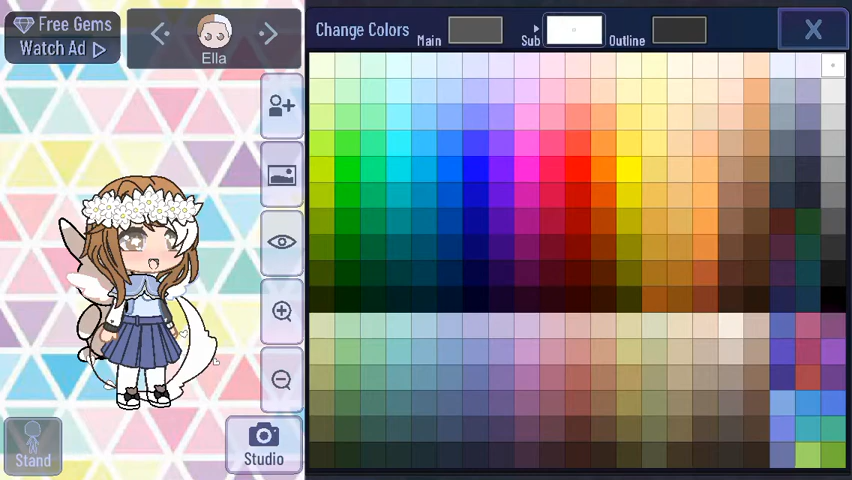 Free Gems
Watch Ad
Ella
Change Colors
Main
Sub
Outline
X
Stand
Studio